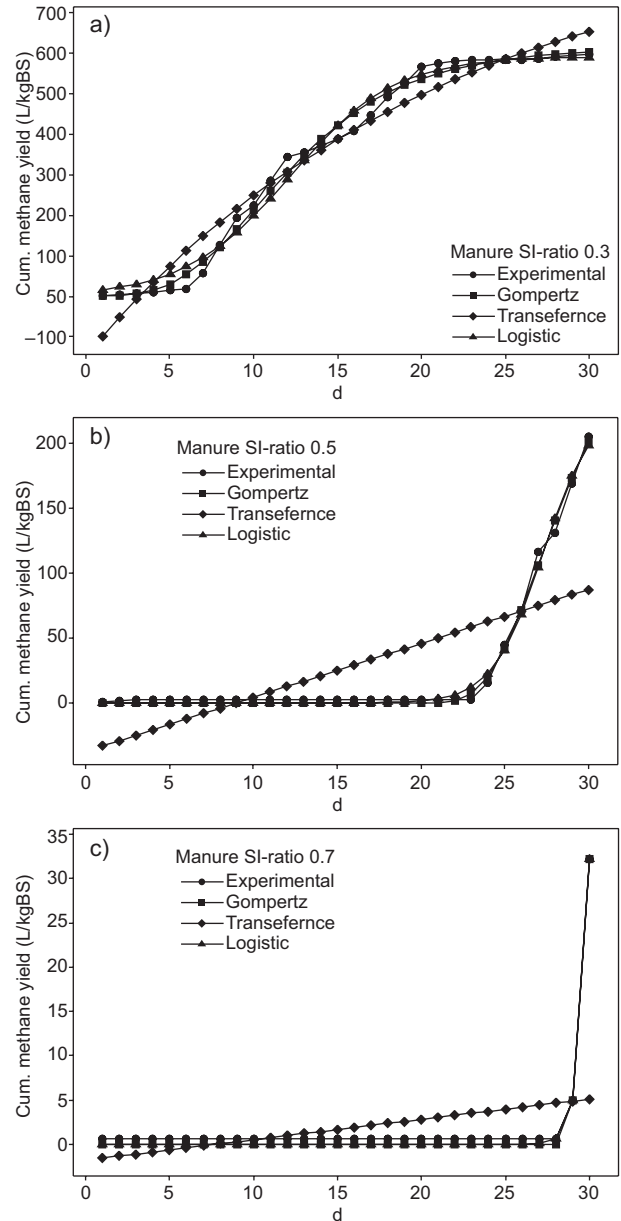 a)
Cum. methane yield (L/kgBS)
600
500
400
300
200
100
50
–100
Manure SI-ratio 0.3
Experimental
Gompertz
Transefernce
Logistic
0 5 10 15 20 25 30
d
b)
Cum. methane yield (L/kgBS)
200
150
100
50
0
Manure SI-ratio 0.5
Experimental
Gompertz
Transefernce
Logistic
0 5 10 15 20 25 30
d
c)
Cum. methane yield (L/kgBS)
35
30
25
20
15
10
5
0
Manure SI-ratio 0.7
Experimental
Gompertz
Transefernce
Logistic
0 5 10 15 20 25 30
d